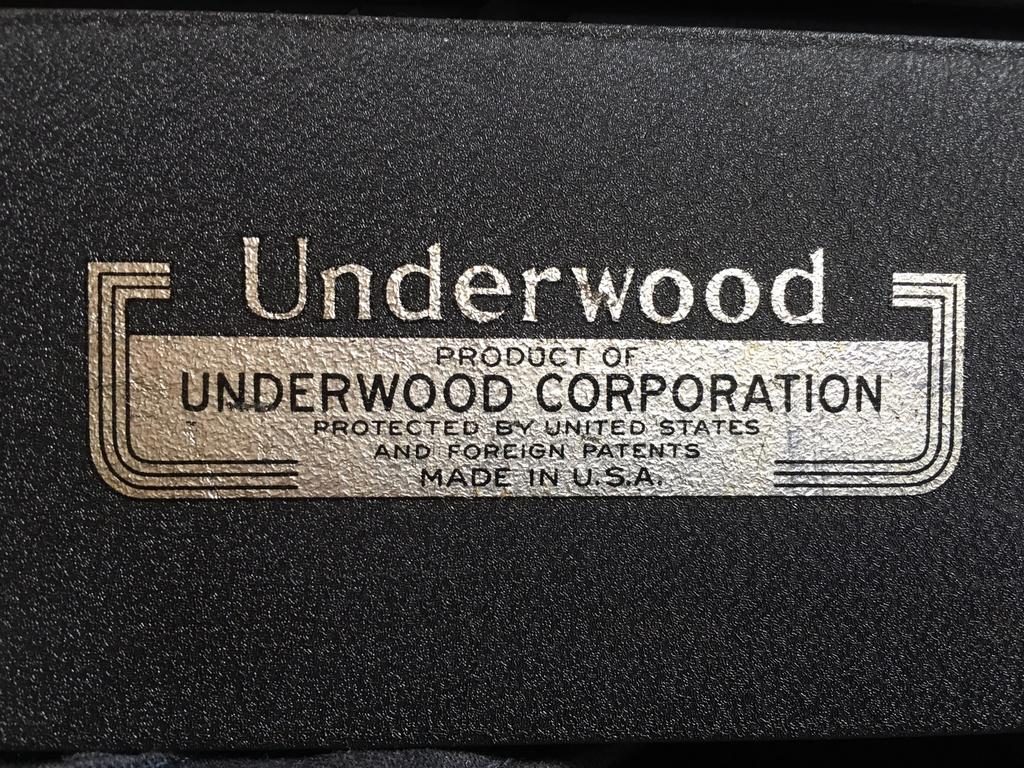 Underwood
PRODUCT OF
UNDERWOOD CORPORATION
PROTECTED BY UNITED STATES
AND FOREIGN PATENTS
MADE IN U.S.A.